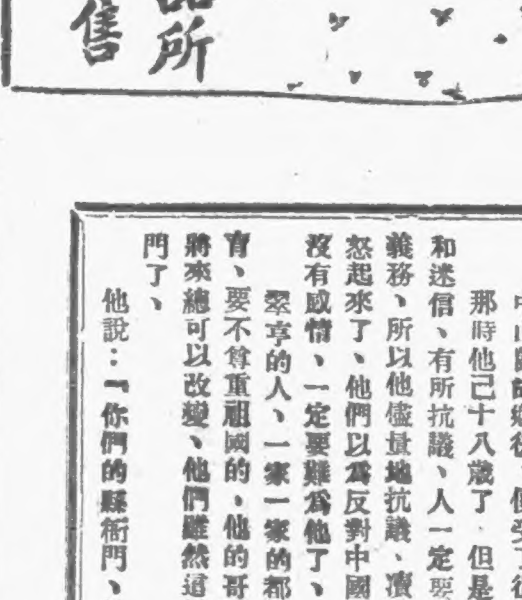 所
售
那時他已十八歲了、但是
和迷信、有所抗議、人一定要
義務、所以他儘量地抗議、
怒起來了、他們以爲反對中國
沒有感情、一定要難爲他了、
翠亨的人、一家一家的都
育、要不尊重祖國的、他的哥
將來總可以改變、他們雖然這
門了、
他說：「你們的縣衙門、